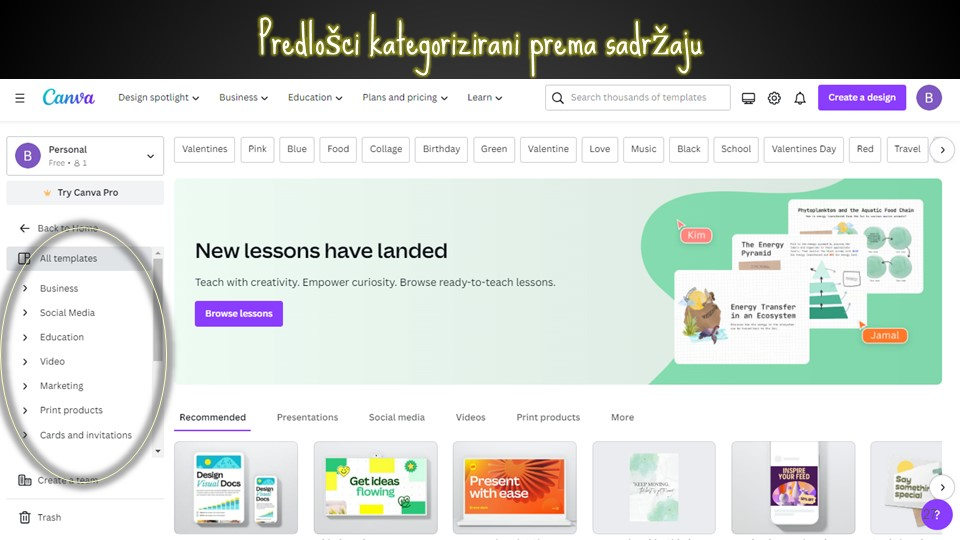 Predlošci kategorizirani prema sadržaju
Canva
Design spotlight Business Education Plans and pricing Learn Search thousands of templates Create a design B
B Personal
Free • 1
Try Canva Pro
Back to Home
All templates
Business
Social Media
Education
Video
Marketing
Print products
Cards and invitations
Create a team
Trash
Valentines Pink Blue Food Collage Birthday Green Valentine Love Music Black School Valentines Day Red Travel
New lessons have landed
Teach with creativity. Empower curiosity. Browse ready-to-teach lessons.
Browse lessons
Kim
Phytoplankton and the Aquatic Food Chain
The Energy
Pyramid
Energy Transfer
in an Ecosystem
Jamal
Recommended Presentations Social media Videos Print products More
Design
Visual
Docs
Design
Visual
Docs
Get ideas
flowing
Present
with ease
KEEP MOVING
INSPIRE
YOUR FEED
Say
something
special
?